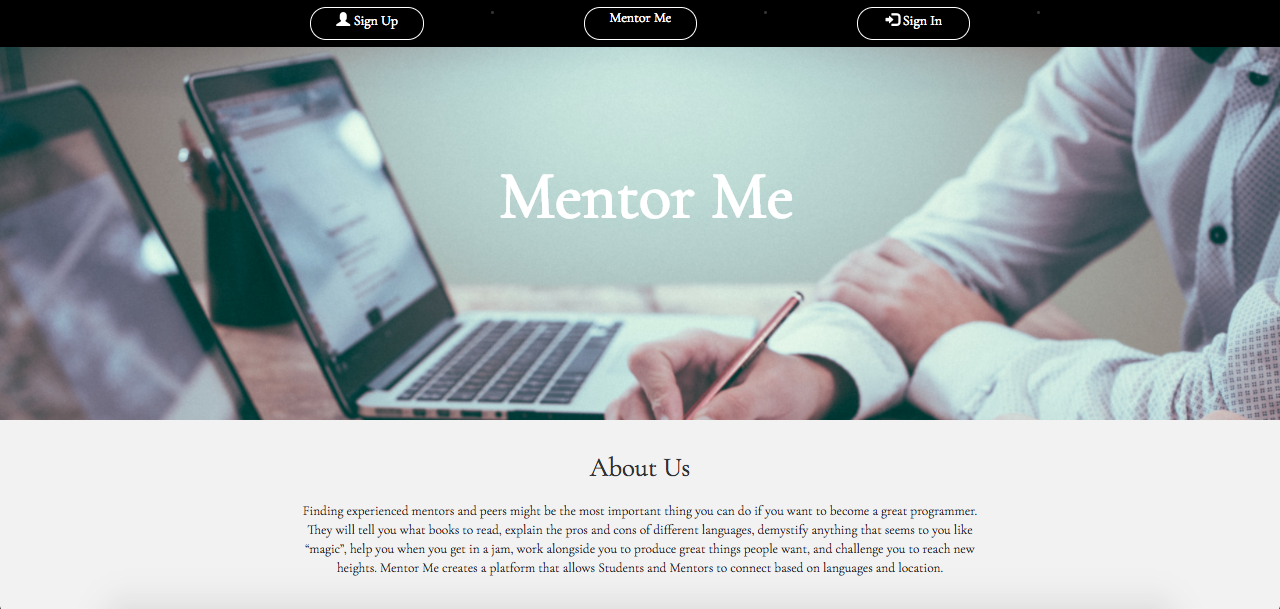 Sign Up
Mentor Me
Sign In
Mentor Me
About Us
Finding experienced mentors and peers might be the most important thing you can do if you want to become a great programmer.
They will tell you what books to read, explain the pros and cons of different languages, demystify anything that seems to you like
“magic”, help you when you get in a jam, work alongside you to produce great things people want, and challenge you to reach new
heights. Mentor Me creates a platform that allows Students and Mentors to connect based on languages and location.